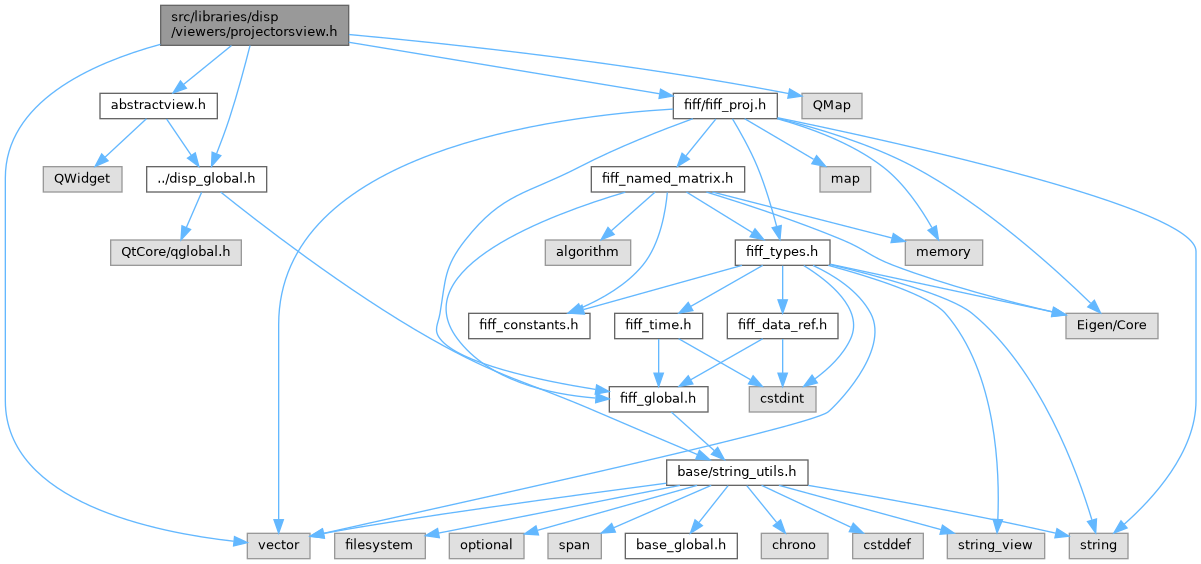 src/libraries/disp
/viewers/projectorsview.h
abstractview.h
fiff/fiff_proj.h
QMap
QWidget
../disp_global.h
fiff_named_matrix.h
map
QtCore/qglobal.h
algorithm
fiff_types.h
memory
fiff_constants.h
fiff_time.h
fiff_data_ref.h
Eigen/Core
fiff_global.h
cstdint
base/string_utils.h
vector
filesystem
optional
span
base_global.h
chrono
cstddef
string_view
string